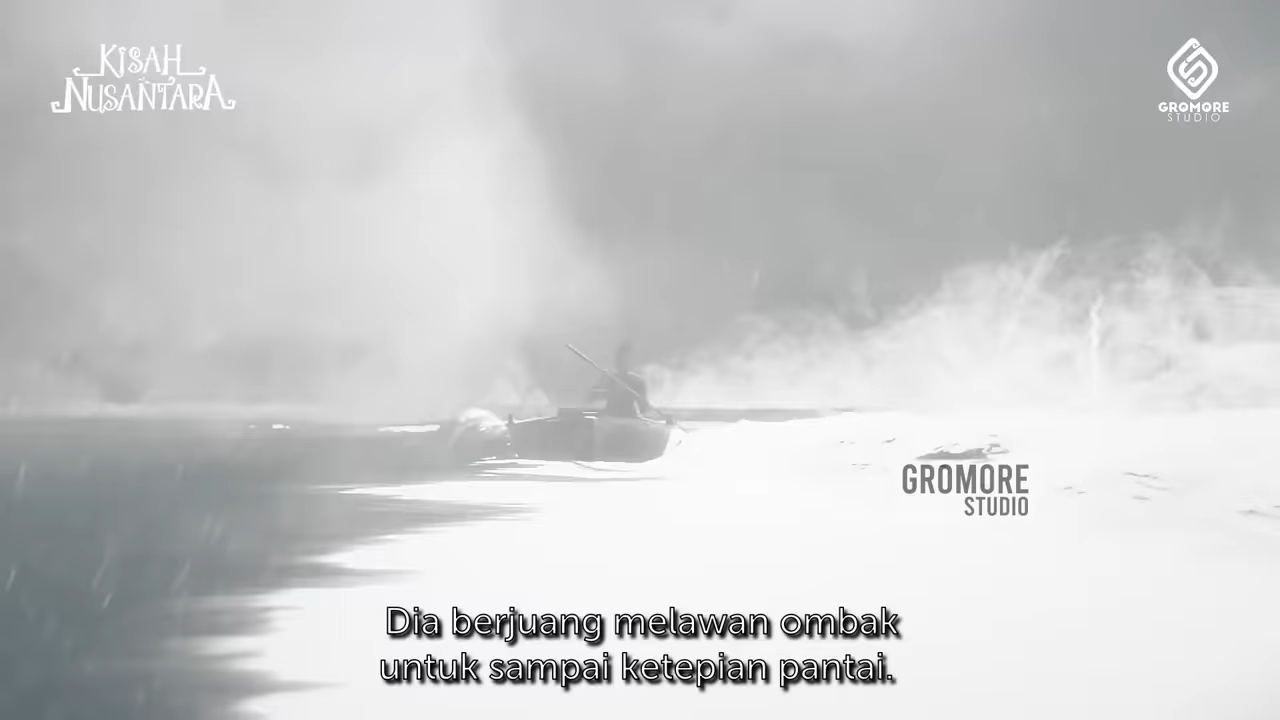 KISAH
NUSANTARA
GROMORE
STUDIO
GROMORE
STUDIO
Dia berjuang melawan ombak
untuk sampai ketepian pantai.